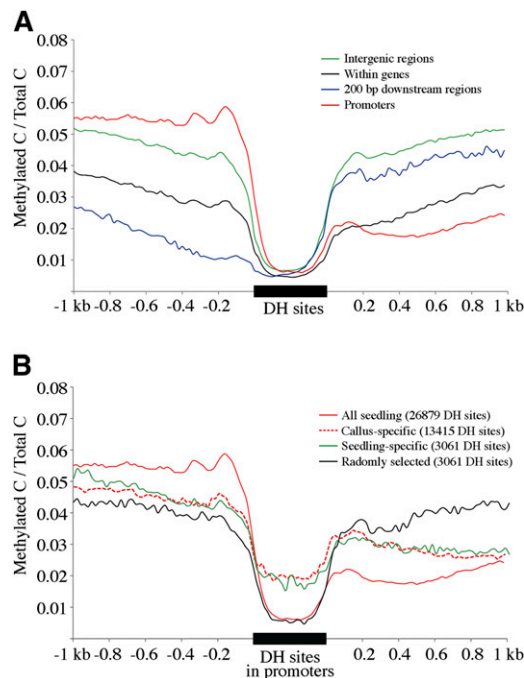 A
Methylated C / Total C
0.08
0.07
0.06
0.05
0.04
0.03
0.02
0.01
Intergenic regions
Within genes
200 bp downstream regions
Promoters
-1 kb -0.8 -0.6 -0.4 -0.2 DH sites 0.2 0.4 0.6 0.8 1 kb
B
Methylated C / Total C
0.08
0.07
0.06
0.05
0.04
0.03
0.02
0.01
All seedling (26879 DH sites)
Callus-specific (13415 DH sites)
Seedling-specific (3061 DH sites)
Radomly selected (3061 DH sites)
-1 kb -0.8 -0.6 -0.4 -0.2 DH sites 0.2 0.4 0.6 0.8 1 kb
in promoters